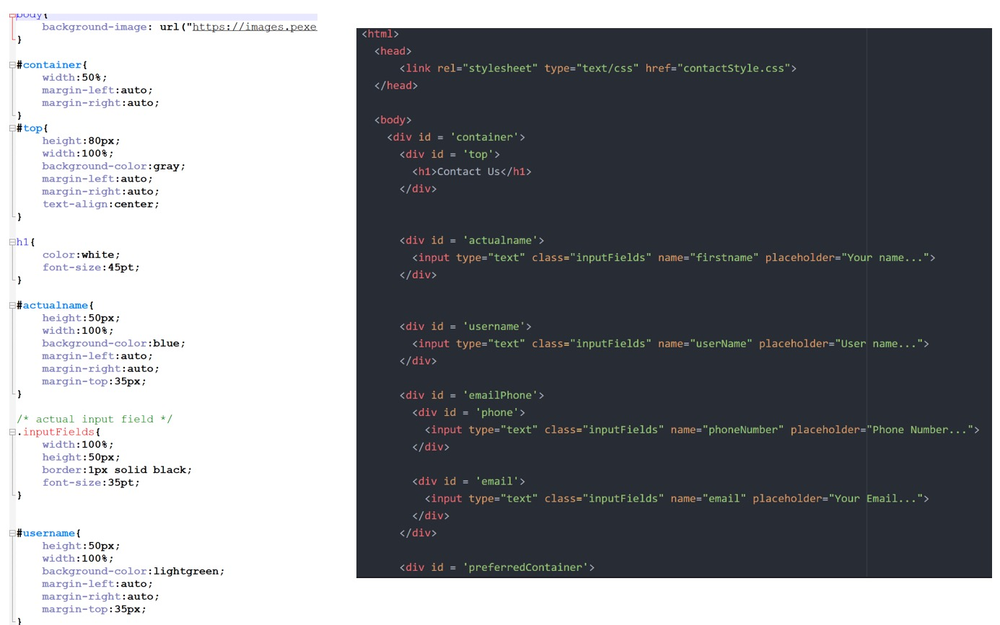 body{
background-image: url("https://images.pexe
}
#container{
width:50%;
margin-left:auto;
margin-right:auto;
}
#top{
height:80px;
width:100%;
background-color:gray;
margin-left:auto;
margin-right:auto;
text-align:center;
}
h1{
color:white;
font-size:45pt;
}
#actualname{
height:50px;
width:100%;
background-color:blue;
margin-left:auto;
margin-right:auto;
margin-top:35px;
}
/* actual input field */
.inputFields{
width:100%;
height:50px;
border:1px solid black;
font-size:35pt;
}
#username{
height:50px;
width:100%;
background-color:lightgreen;
margin-left:auto;
margin-right:auto;
margin-top:35px;
}
<html>
<head>
<link rel="stylesheet" type="text/css" href="contactStyle.css">
</head>
<body>
<div id = 'container'>
<div id = 'top'>
<h1>Contact Us</h1>
</div>
<div id = 'actualname'>
<input type="text" class="inputFields" name="firstname" placeholder="Your name...">
</div>
<div id = 'username'>
<input type="text" class="inputFields" name="userName" placeholder="User name...">
</div>
<div id = 'emailPhone'>
<div id = 'phone'>
<input type="text" class="inputFields" name="phoneNumber" placeholder="Phone Number...">
</div>
<div id = 'email'>
<input type="text" class="inputFields" name="email" placeholder="Your Email...">
</div>
</div>
<div id = 'preferredContainer'>